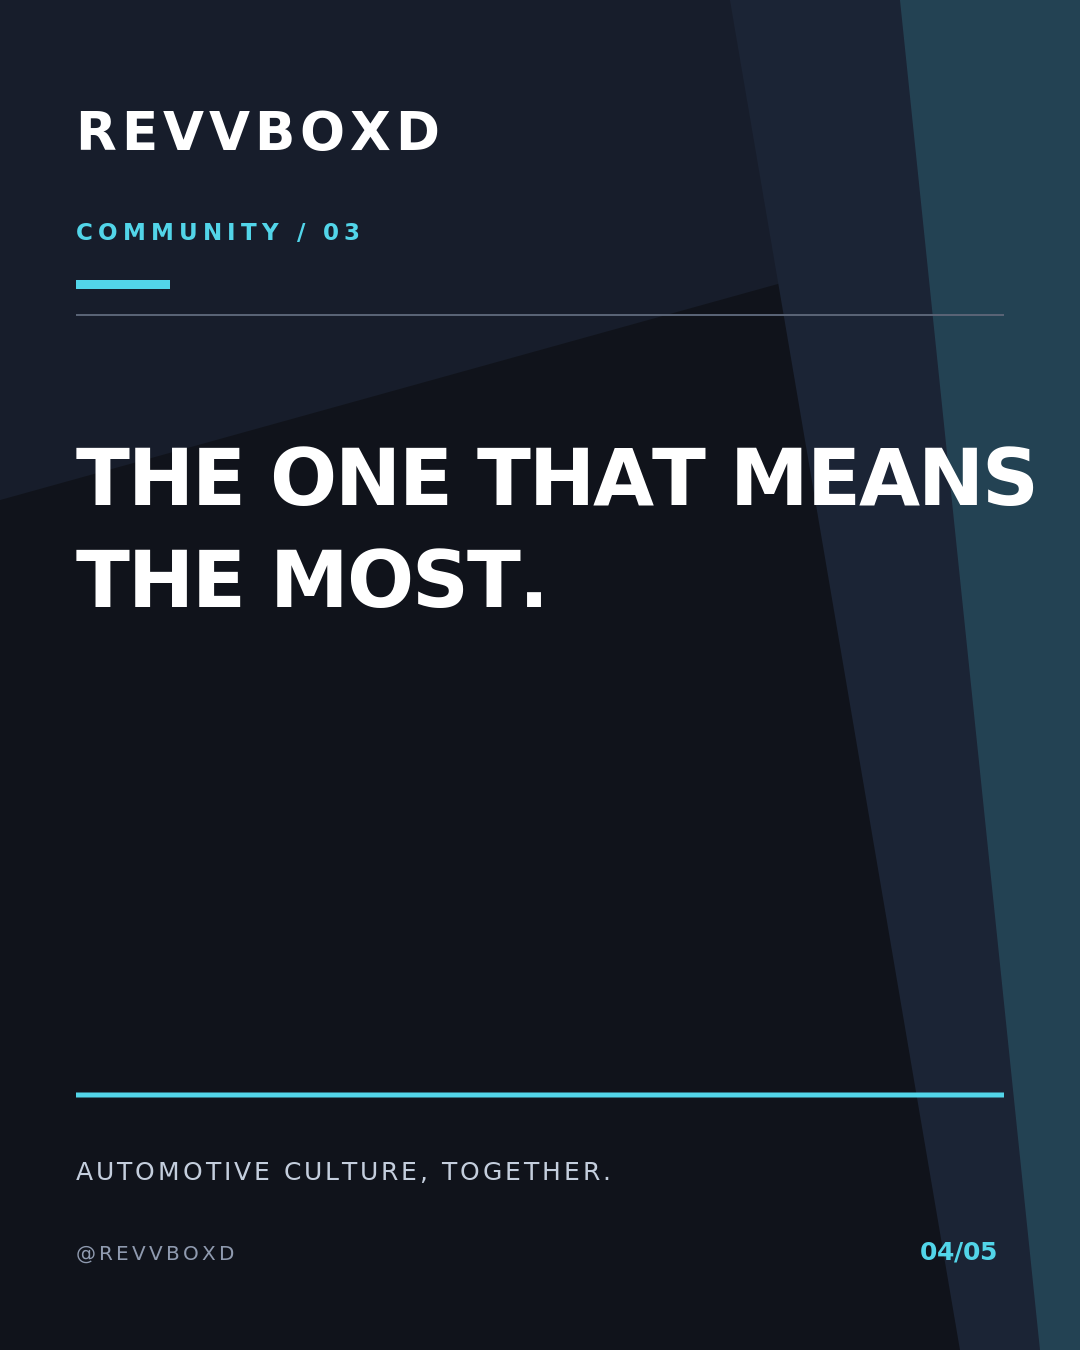 REVVBOXD
COMMUNITY / 03
THE ONE THAT MEANS
THE MOST.
AUTOMOTIVE CULTURE, TOGETHER.
@REVVBOXD
04/05